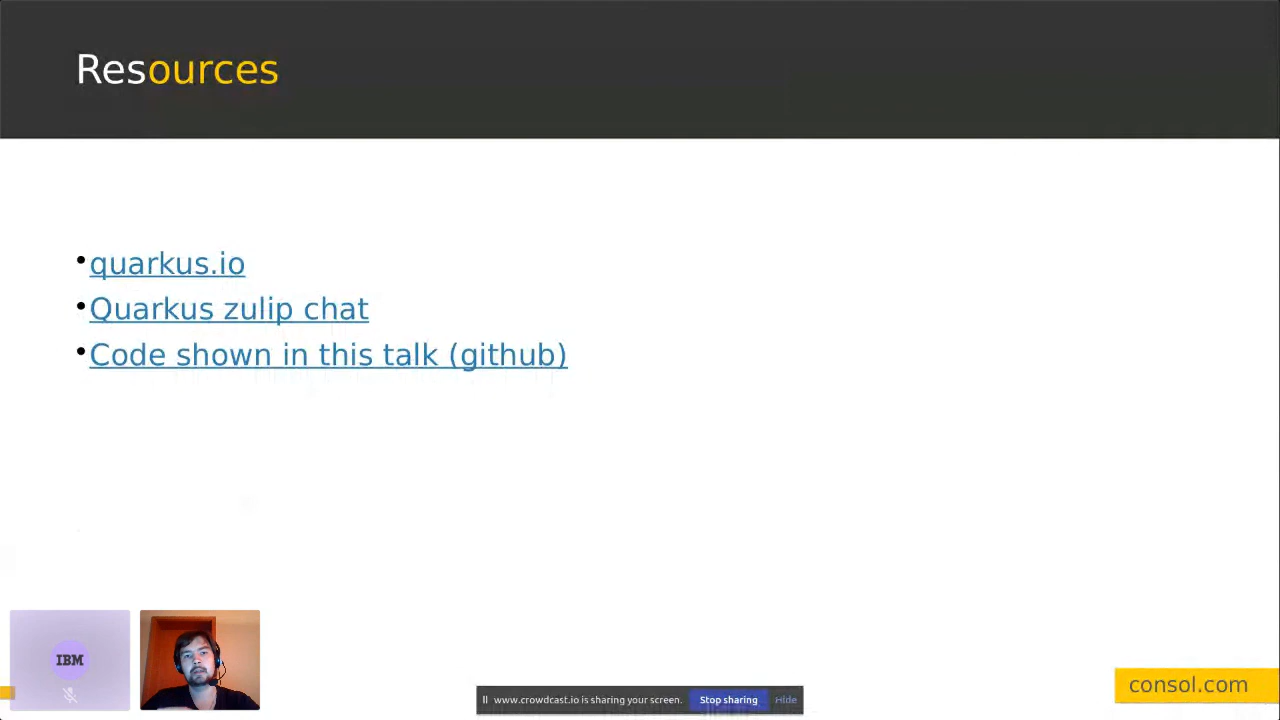 Resources
•quarkus.io
•Quarkus zulip chat
•Code shown in this talk (github)
IBM
www.crowdcast.io is sharing your screen. Stop sharing Hide
consol.com